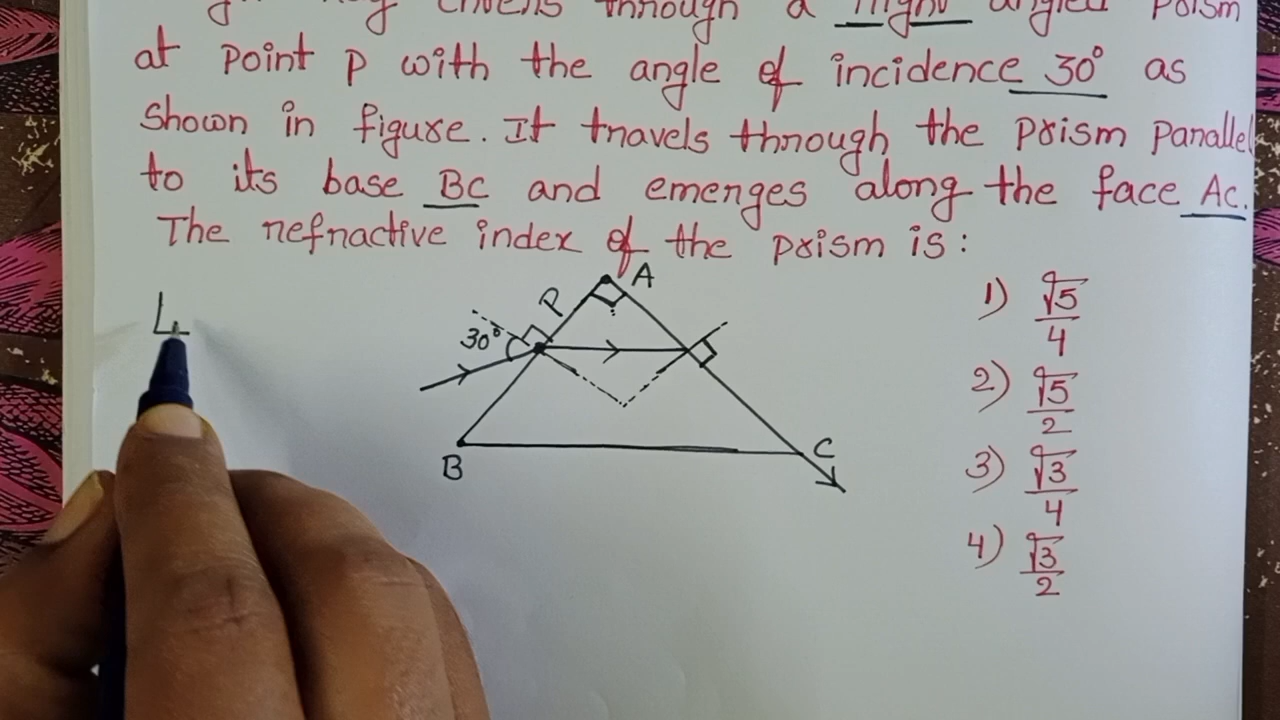 through a
at point P with the angle of incidence 30° as
shown in figure. It travels through the prism parallel
to its base BC and emerges along the face AC.
The refractive index of the prism is:
A
P
30°
B
C
1) √5/4
2) √5/2
3) √3/4
4) √3/2